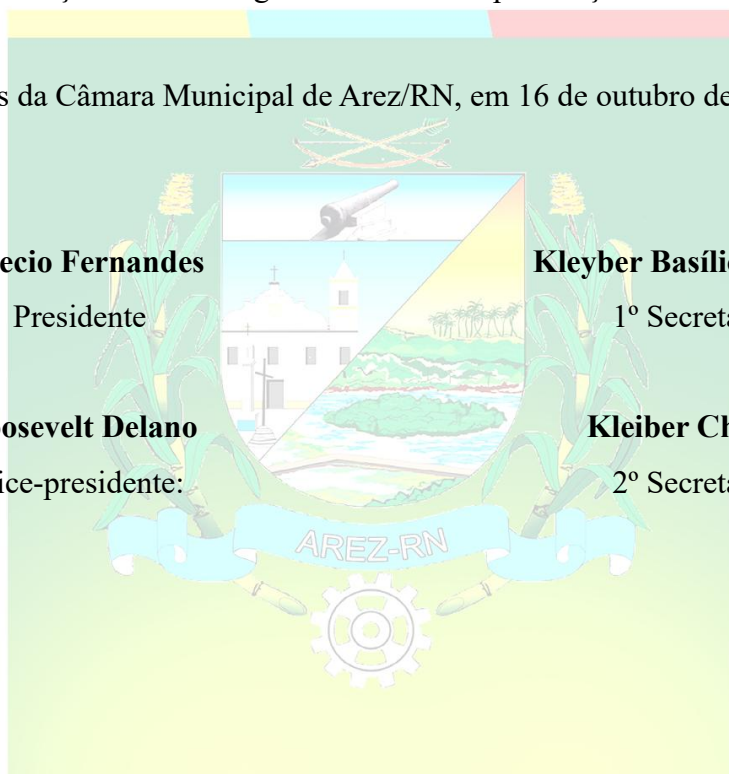 s da Câmara Municipal de Arez/RN, em 16 de outubro de
ecio Fernandes
Kleyber Basíli
Presidente
1º Secreta
osevelt Delano
Kleiber Ch
ice-presidente:
2º Secreta
AREZ-RN